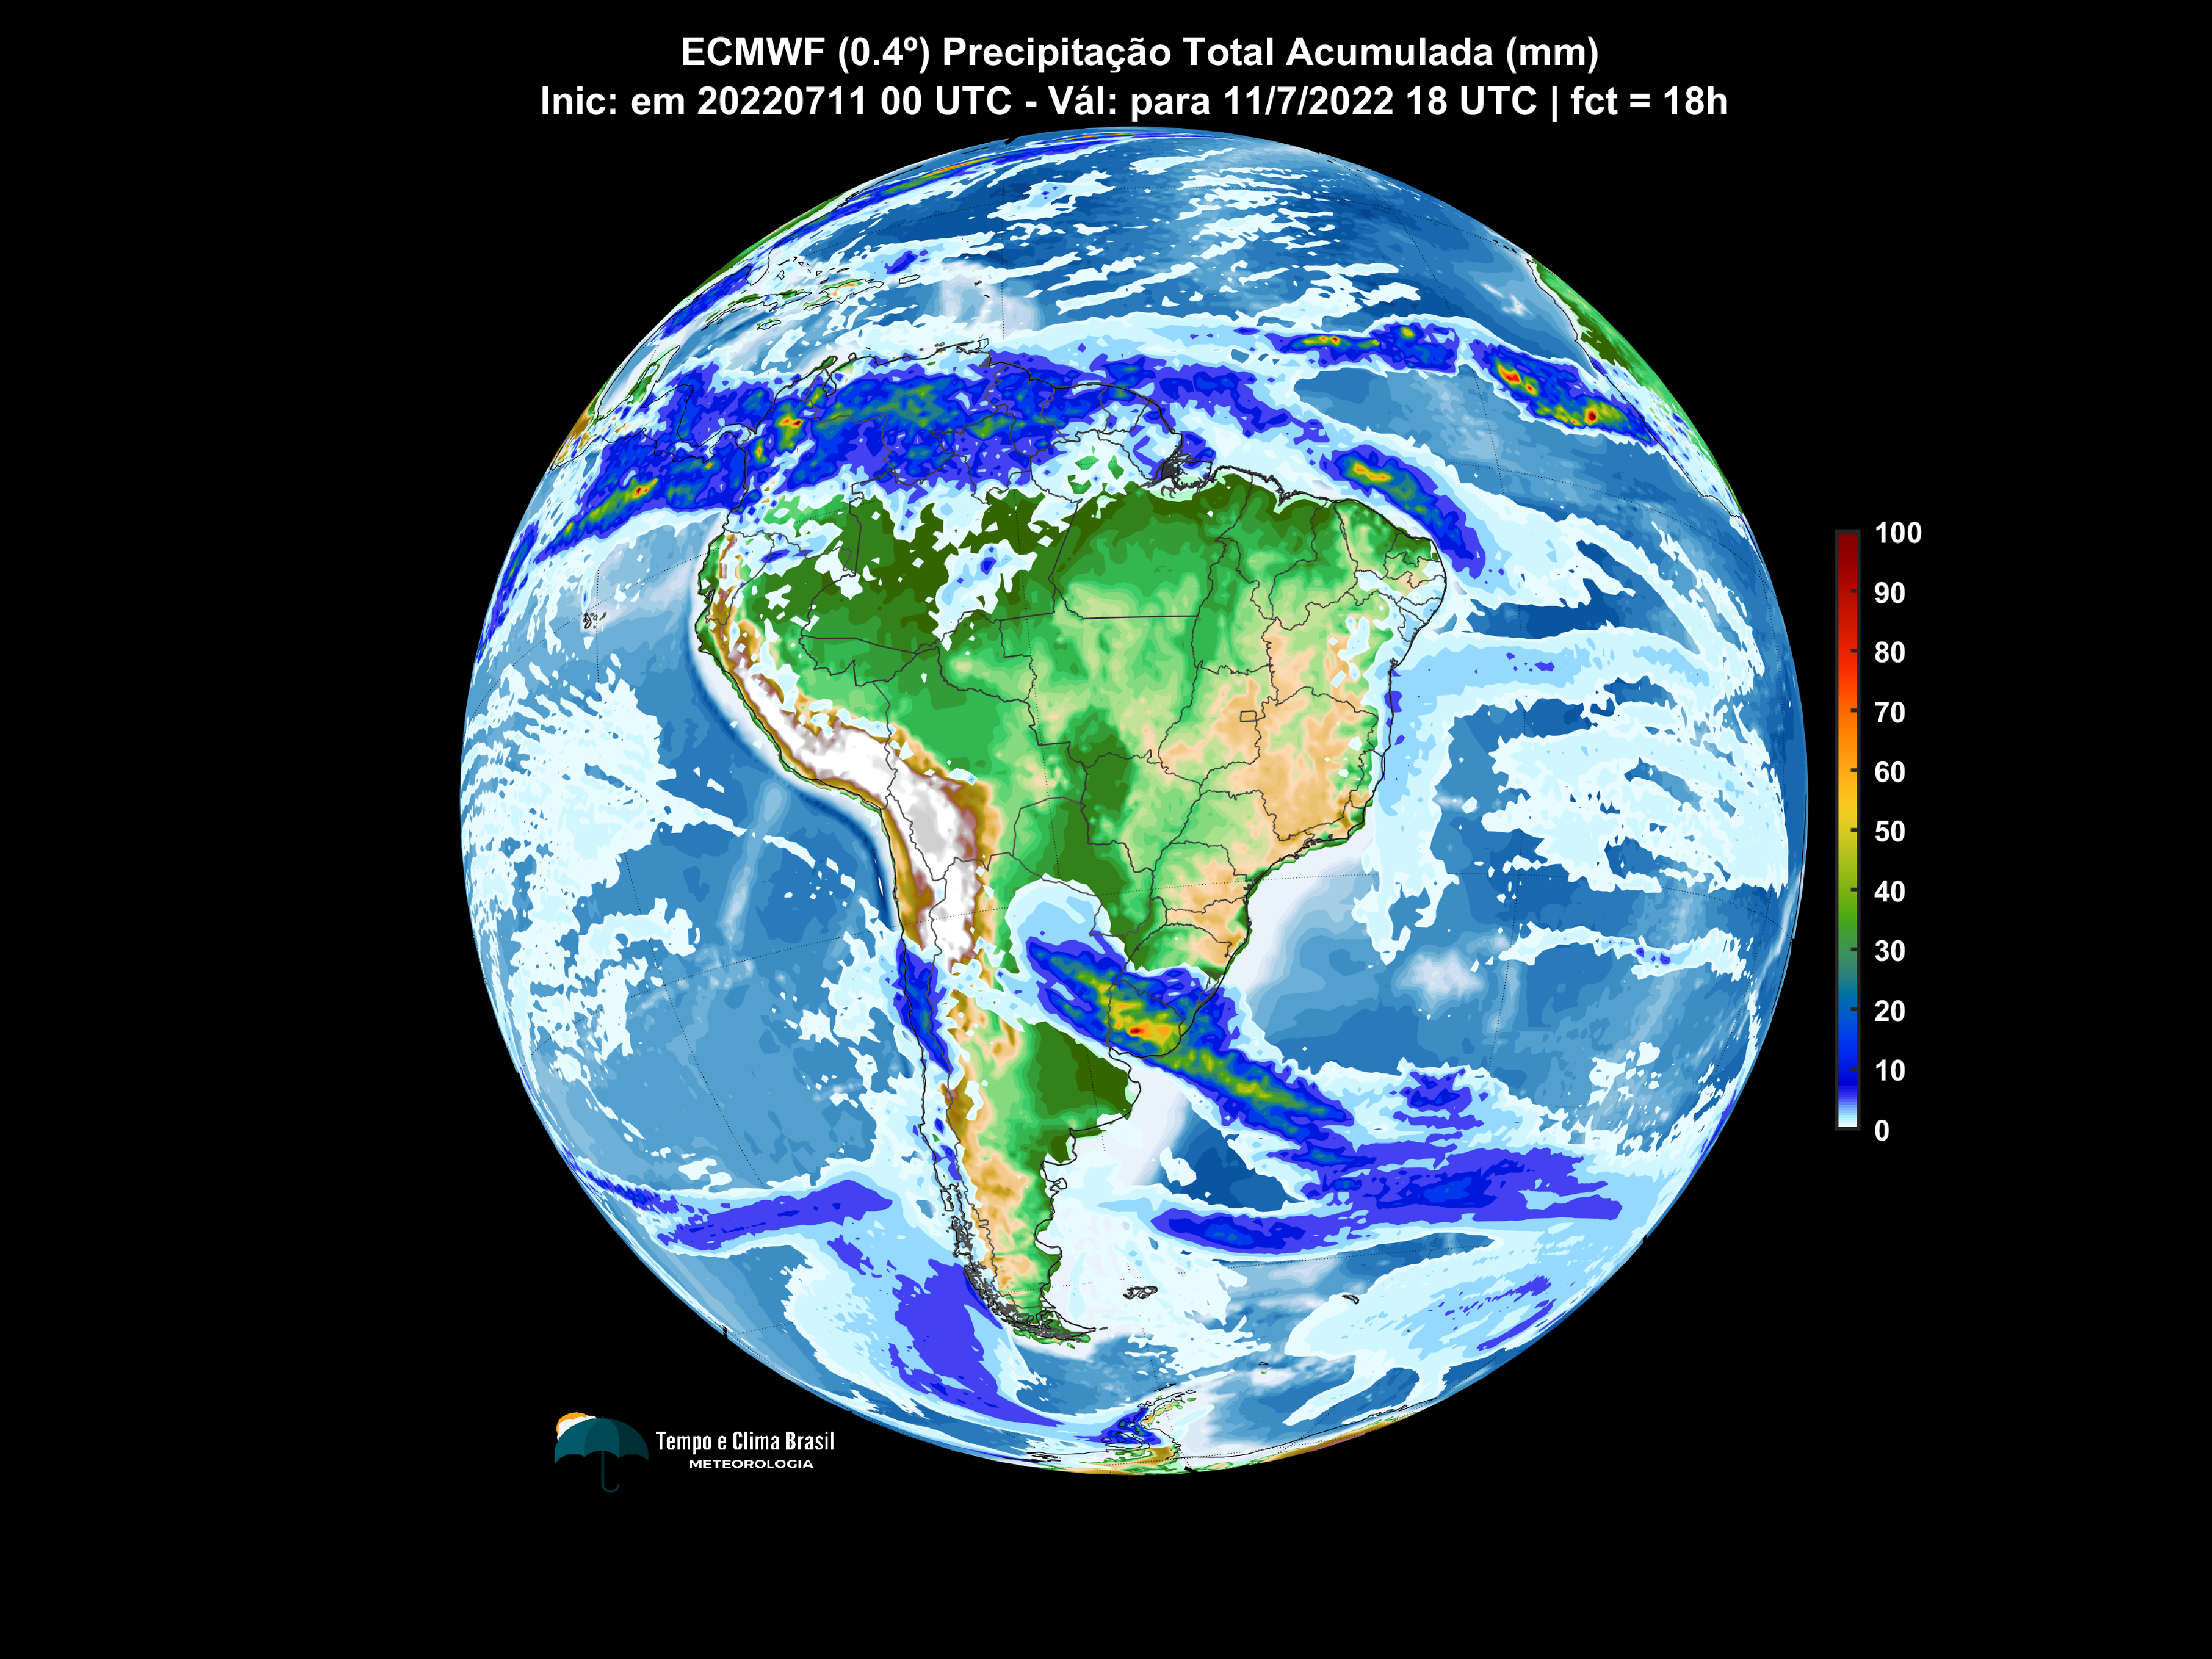 ECMWF (0.4º) Precipitação Total Acumulada (mm)
Inic: em 20220711 00 UTC - Vál: para 11/7/2022 18 UTC | fct = 18h
100
90
80
70
60
50
40
30
20
10
0
Tempo e Clima Brasil
METEOROLOGIA